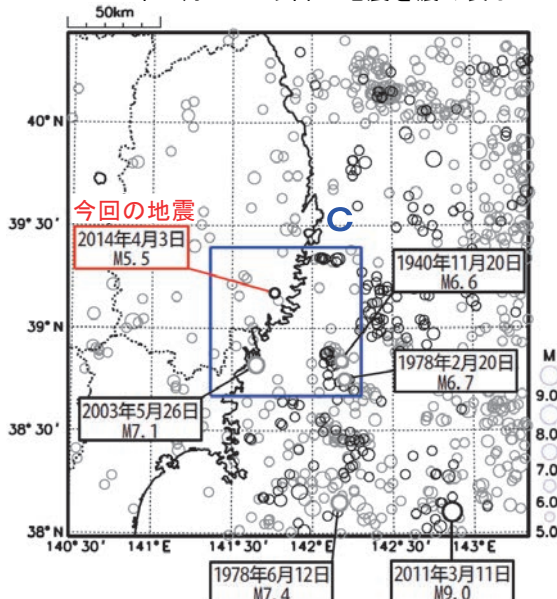 50km
40°N
39°30'
39°N
38°30'
38°N
140°30'
141°E
141°30'
142°E
142°30'
143°E
今回の地震
2014年4月3日
M5.5
C
1940年11月20日
M6.6
1978年2月20日
M6.7
2003年5月26日
M7.1
1978年6月12日
M7.4
2011年3月11日
M9.0
M
9.0
8.0
7.0
6.0
5.0